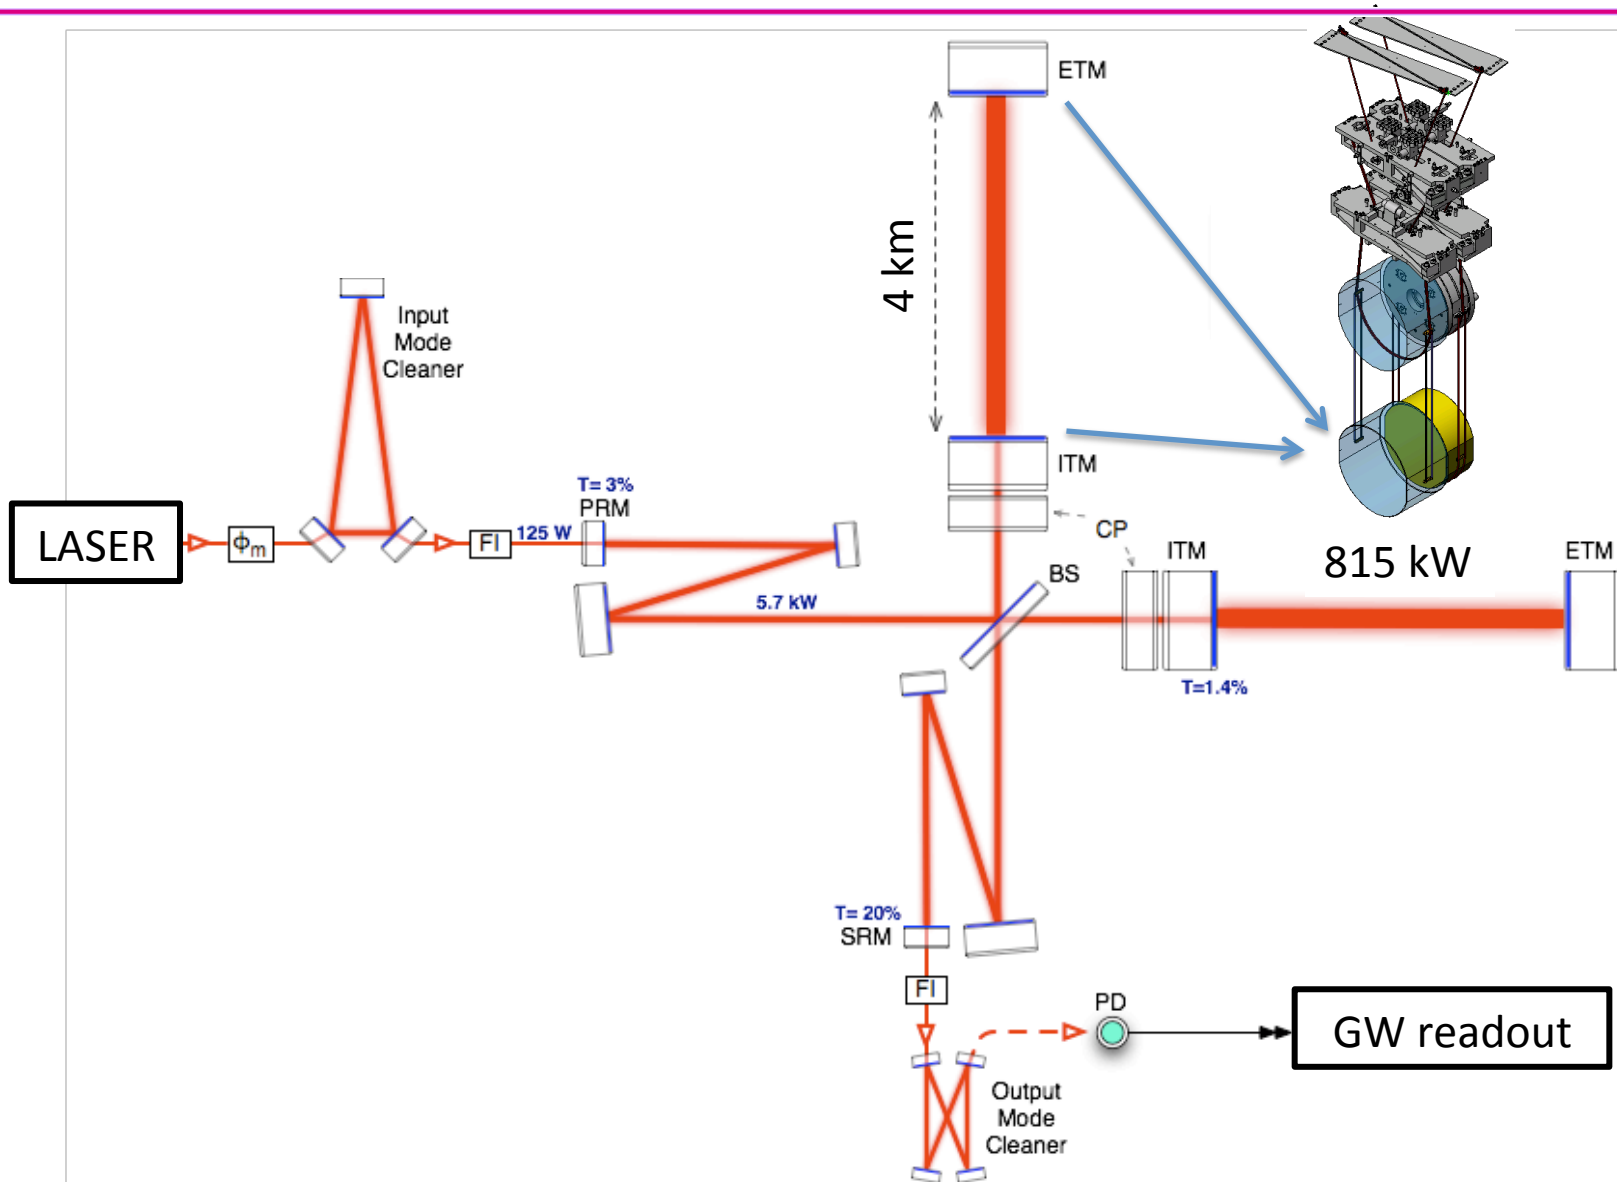 ETM
4 km
Input
Mode
Cleaner
ITM
T= 3%
PRM
LASER
Φm
FI
125 W
CP
ITM
815 kW
ETM
BS
5.7 kW
T=1.4%
T= 20%
SRM
FI
PD
GW readout
Output
Mode
Cleaner